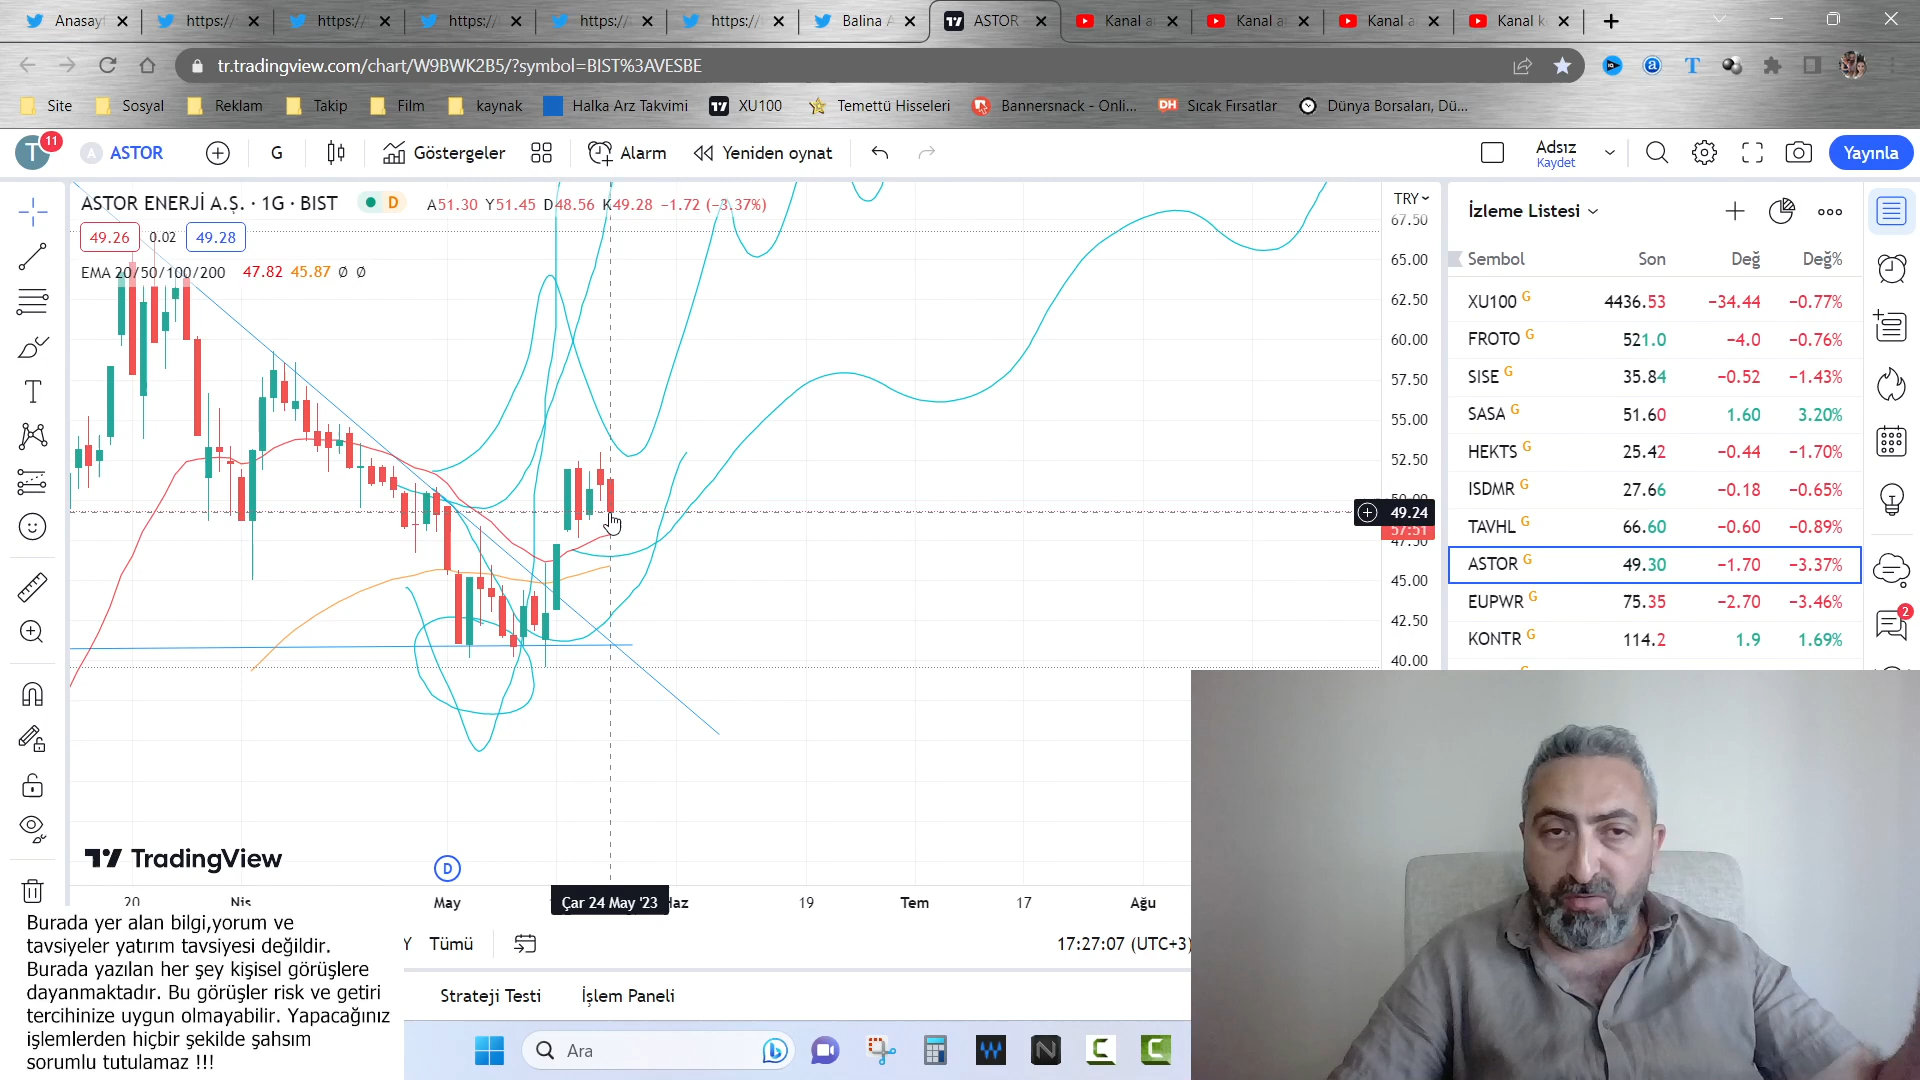 Anasay
https://
https://
https://
https://
https://
Balina A
ASTOR
Kanal a
Kanal a
Kanal a
Kanal k
tr.tradingview.com/chart/W9BWK2B5/?symbol=BIST%3AVESBE
Site
Sosyal
Reklam
Takip
Film
kaynak
Halka Arz Takvimi
XU100
Temettü Hisseleri
Bannersnack - Onli...
DH
Sıcak Fırsatlar
Dünya Borsaları, Dü...
T
11
A
ASTOR
G
Göstergeler
Alarm
Yeniden oynat
Adsız
Kaydet
Yayınla
ASTOR ENERJİ A.Ş. · 1G · BIST
D
A51.30 Y51.45 D48.56 K49.28 −1.72 (−3.37%)
49.26
0.02
49.28
EMA 20/50/100/200 47.82 45.87 Ø Ø
TRY
67.50
65.00
62.50
60.00
57.50
55.00
52.50
50.00
49.24
57:51
47.50
45.00
42.50
40.00
İzleme Listesi
Sembol Son Değ Değ%
XU100 G 4436.53 −34.44 −0.77%
FROTO G 521.0 −4.0 −0.76%
SISE G 35.84 −0.52 −1.43%
SASA G 51.60 1.60 3.20%
HEKTS G 25.42 −0.44 −1.70%
ISDMR G 27.66 −0.18 −0.65%
TAVHL G 66.60 −0.60 −0.89%
ASTOR G 49.30 −1.70 −3.37%
EUPWR G 75.35 −2.70 −3.46%
KONTR G 114.2 1.9 1.69%
2
TradingView
D
20
Nis
May
Çar 24 May '23
Haz
19
Tem
17
Ağu
Y
Tümü
17:27:07 (UTC+3)
Strateji Testi
İşlem Paneli
Burada yer alan bilgi,yorum ve
tavsiyeler yatırım tavsiyesi değildir.
Burada yazılan her şey kişisel görüşlere
dayanmaktadır. Bu görüşler risk ve getiri
tercihinize uygun olmayabilir. Yapacağınız
işlemlerden hiçbir şekilde şahsım
sorumlu tutulamaz !!!
Ara